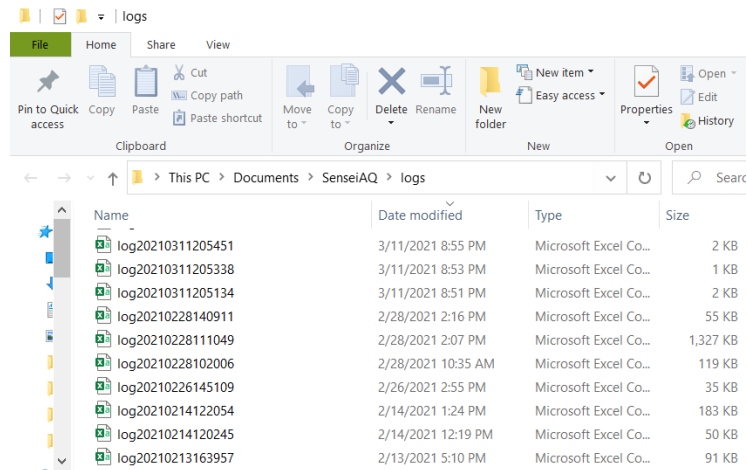 logs
File Home Share View
Pin to Quick access
Copy
Paste
Cut
Copy path
Paste shortcut
Move to
Copy to
Delete
Rename
New folder
New item
Easy access
Properties
Open
Edit
History
Clipboard Organize New Open
This PC > Documents > SenseiAQ > logs
Searc
Name Date modified Type Size
log20210311205451 3/11/2021 8:55 PM Microsoft Excel Co... 2 KB
log20210311205338 3/11/2021 8:53 PM Microsoft Excel Co... 1 KB
log20210311205134 3/11/2021 8:51 PM Microsoft Excel Co... 2 KB
log20210228140911 2/28/2021 2:16 PM Microsoft Excel Co... 55 KB
log20210228111049 2/28/2021 2:07 PM Microsoft Excel Co... 1,327 KB
log20210228102006 2/28/2021 10:35 AM Microsoft Excel Co... 119 KB
log20210226145109 2/26/2021 2:55 PM Microsoft Excel Co... 35 KB
log20210214122054 2/14/2021 1:24 PM Microsoft Excel Co... 183 KB
log20210214120245 2/14/2021 12:19 PM Microsoft Excel Co... 50 KB
log20210213163957 2/13/2021 5:10 PM Microsoft Excel Co... 91 KB